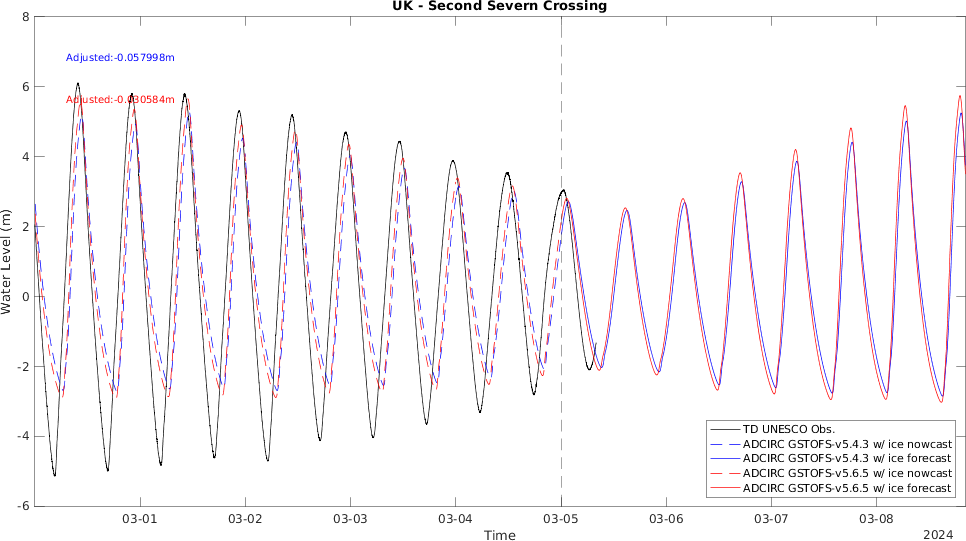 UK - Second Severn Crossing
8
6
4
2
0
-2
-4
-6
Water Level (m)
Adjusted:-0.057998m
Adjusted:-0.030584m
TD UNESCO Obs.
ADCIRC GSTOFS-v5.4.3 w/ ice nowcast
ADCIRC GSTOFS-v5.4.3 w/ ice forecast
ADCIRC GSTOFS-v5.6.5 w/ ice nowcast
ADCIRC GSTOFS-v5.6.5 w/ ice forecast
03-01 03-02 03-03 03-04 03-05 03-06 03-07 03-08
Time
2024